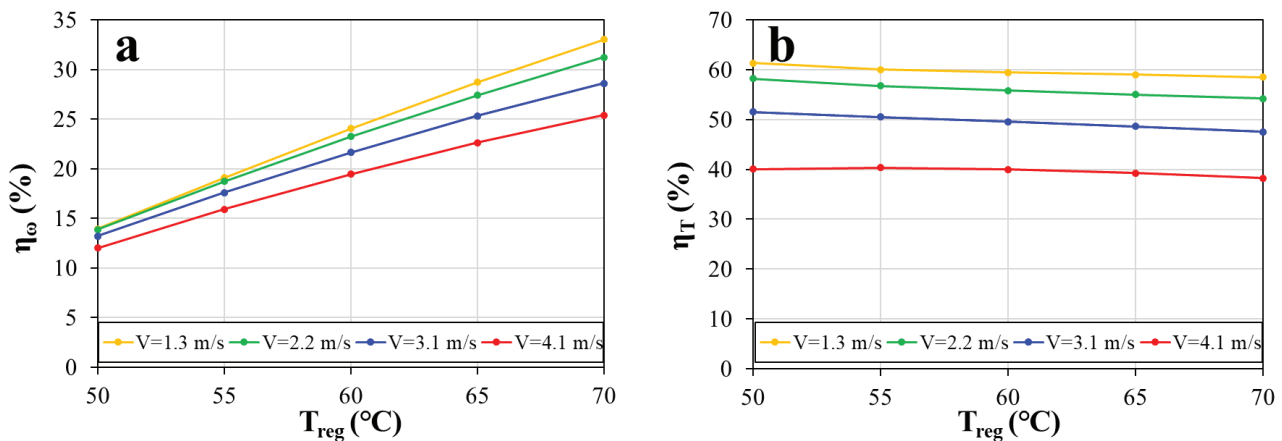 a
35
30
25
20
15
10
5
0
ηω (%)
V=1.3 m/s V=2.2 m/s V=3.1 m/s V=4.1 m/s
50 55 60 65 70
Treg (°C)
b
70
60
50
40
30
20
10
0
ηT (%)
V=1.3 m/s V=2.2 m/s V=3.1 m/s V=4.1 m/s
50 55 60 65 70
Treg (°C)